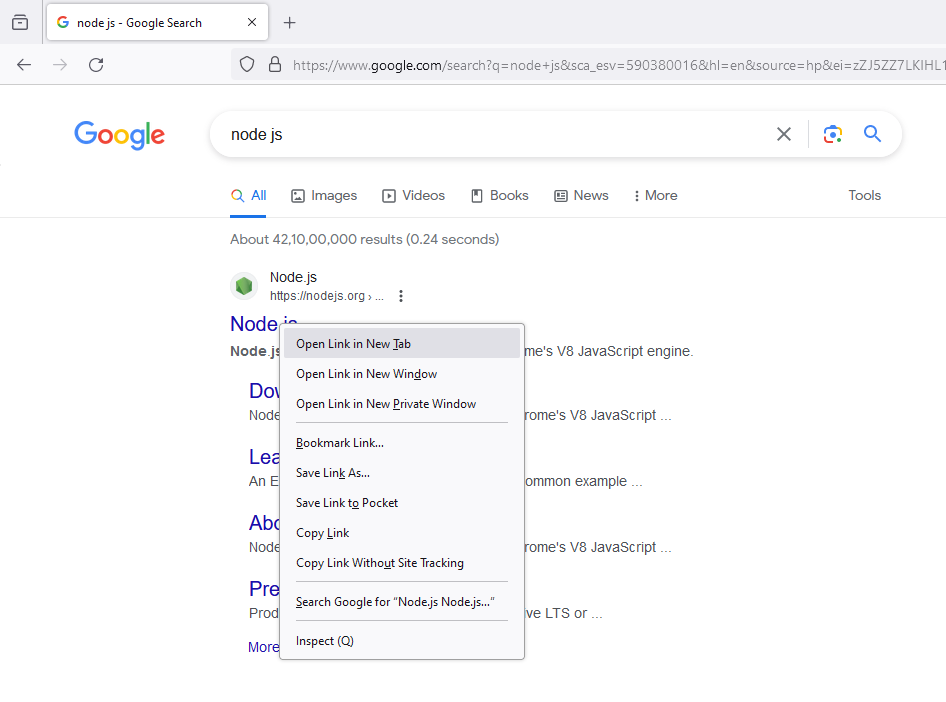 node js - Google Search
https://www.google.com/search?q=node+js&sca_esv=590380016&hl=en&source=hp&ei=zZJ5ZZ7LKIHL1
Google
node js
All
Images
Videos
Books
News
More
Tools
About 42,10,00,000 results (0.24 seconds)
Node.js
https://nodejs.org › ...
Node.js
Node.js
me's V8 JavaScript engine.
Dow
Node
rome's V8 JavaScript ...
Lea
An E
ommon example ...
Abo
Node
rome's V8 JavaScript ...
Pre
Prod
ve LTS or ...
More
Open Link in New Tab
Open Link in New Window
Open Link in New Private Window
Bookmark Link...
Save Link As...
Save Link to Pocket
Copy Link
Copy Link Without Site Tracking
Search Google for “Node.js Node.js...”
Inspect (Q)